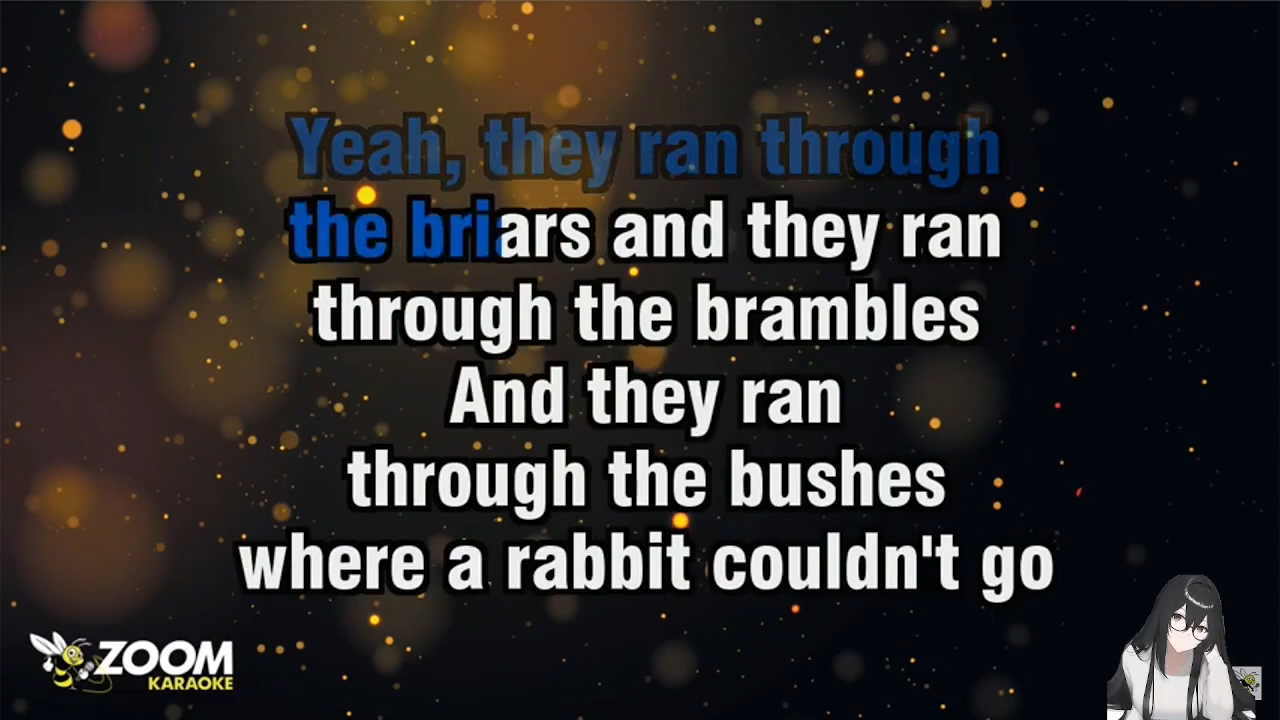 Yeah, they ran through
the briars and they ran
through the brambles
And they ran
through the bushes
where a rabbit couldn't go
ZOOM
KARAOKE